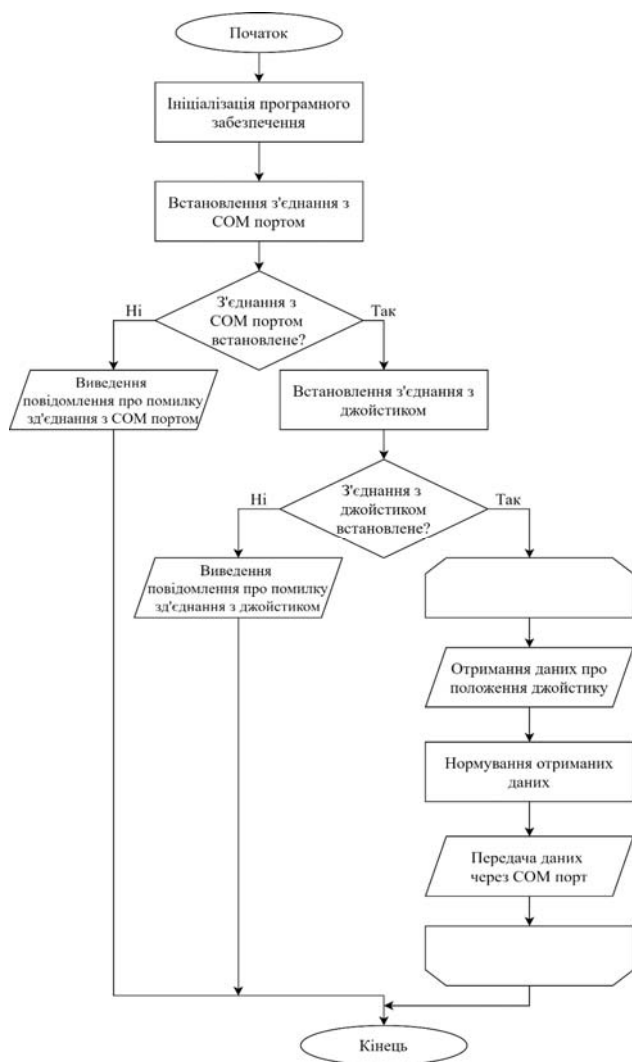 Початок
Ініціалізація програмного
забезпечення
Встановлення з'єднання з
COM портом
З'єднання з
COM портом
встановлене?
Ні
Так
Виведення
повідомлення про помилку
зд'єднання з COM портом
Встановлення з'єднання з
джойстиком
З'єднання з
джойстиком
встановлене?
Ні
Так
Виведення
повідомлення про помилку
зд'єднання з джойстиком
Отримання даних про
положення джойстику
Нормування отриманих
даних
Передача даних
через COM порт
Кінець